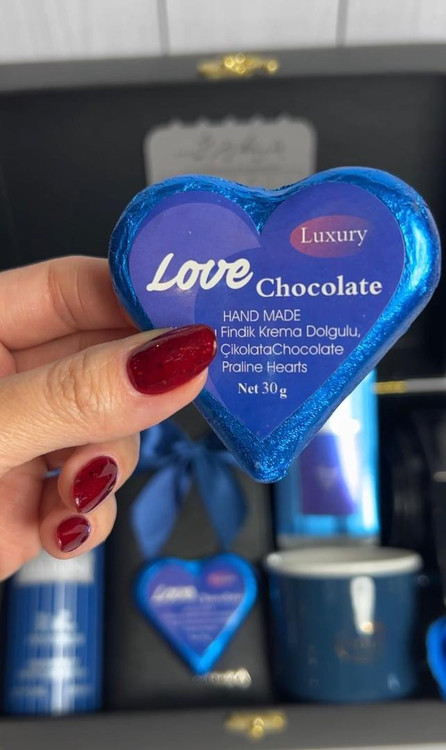 Luxury
Love
Chocolate
HAND MADE
Findik Krema Dolgulu,
ÇikolataChocolate
Praline Hearts
Net 30g